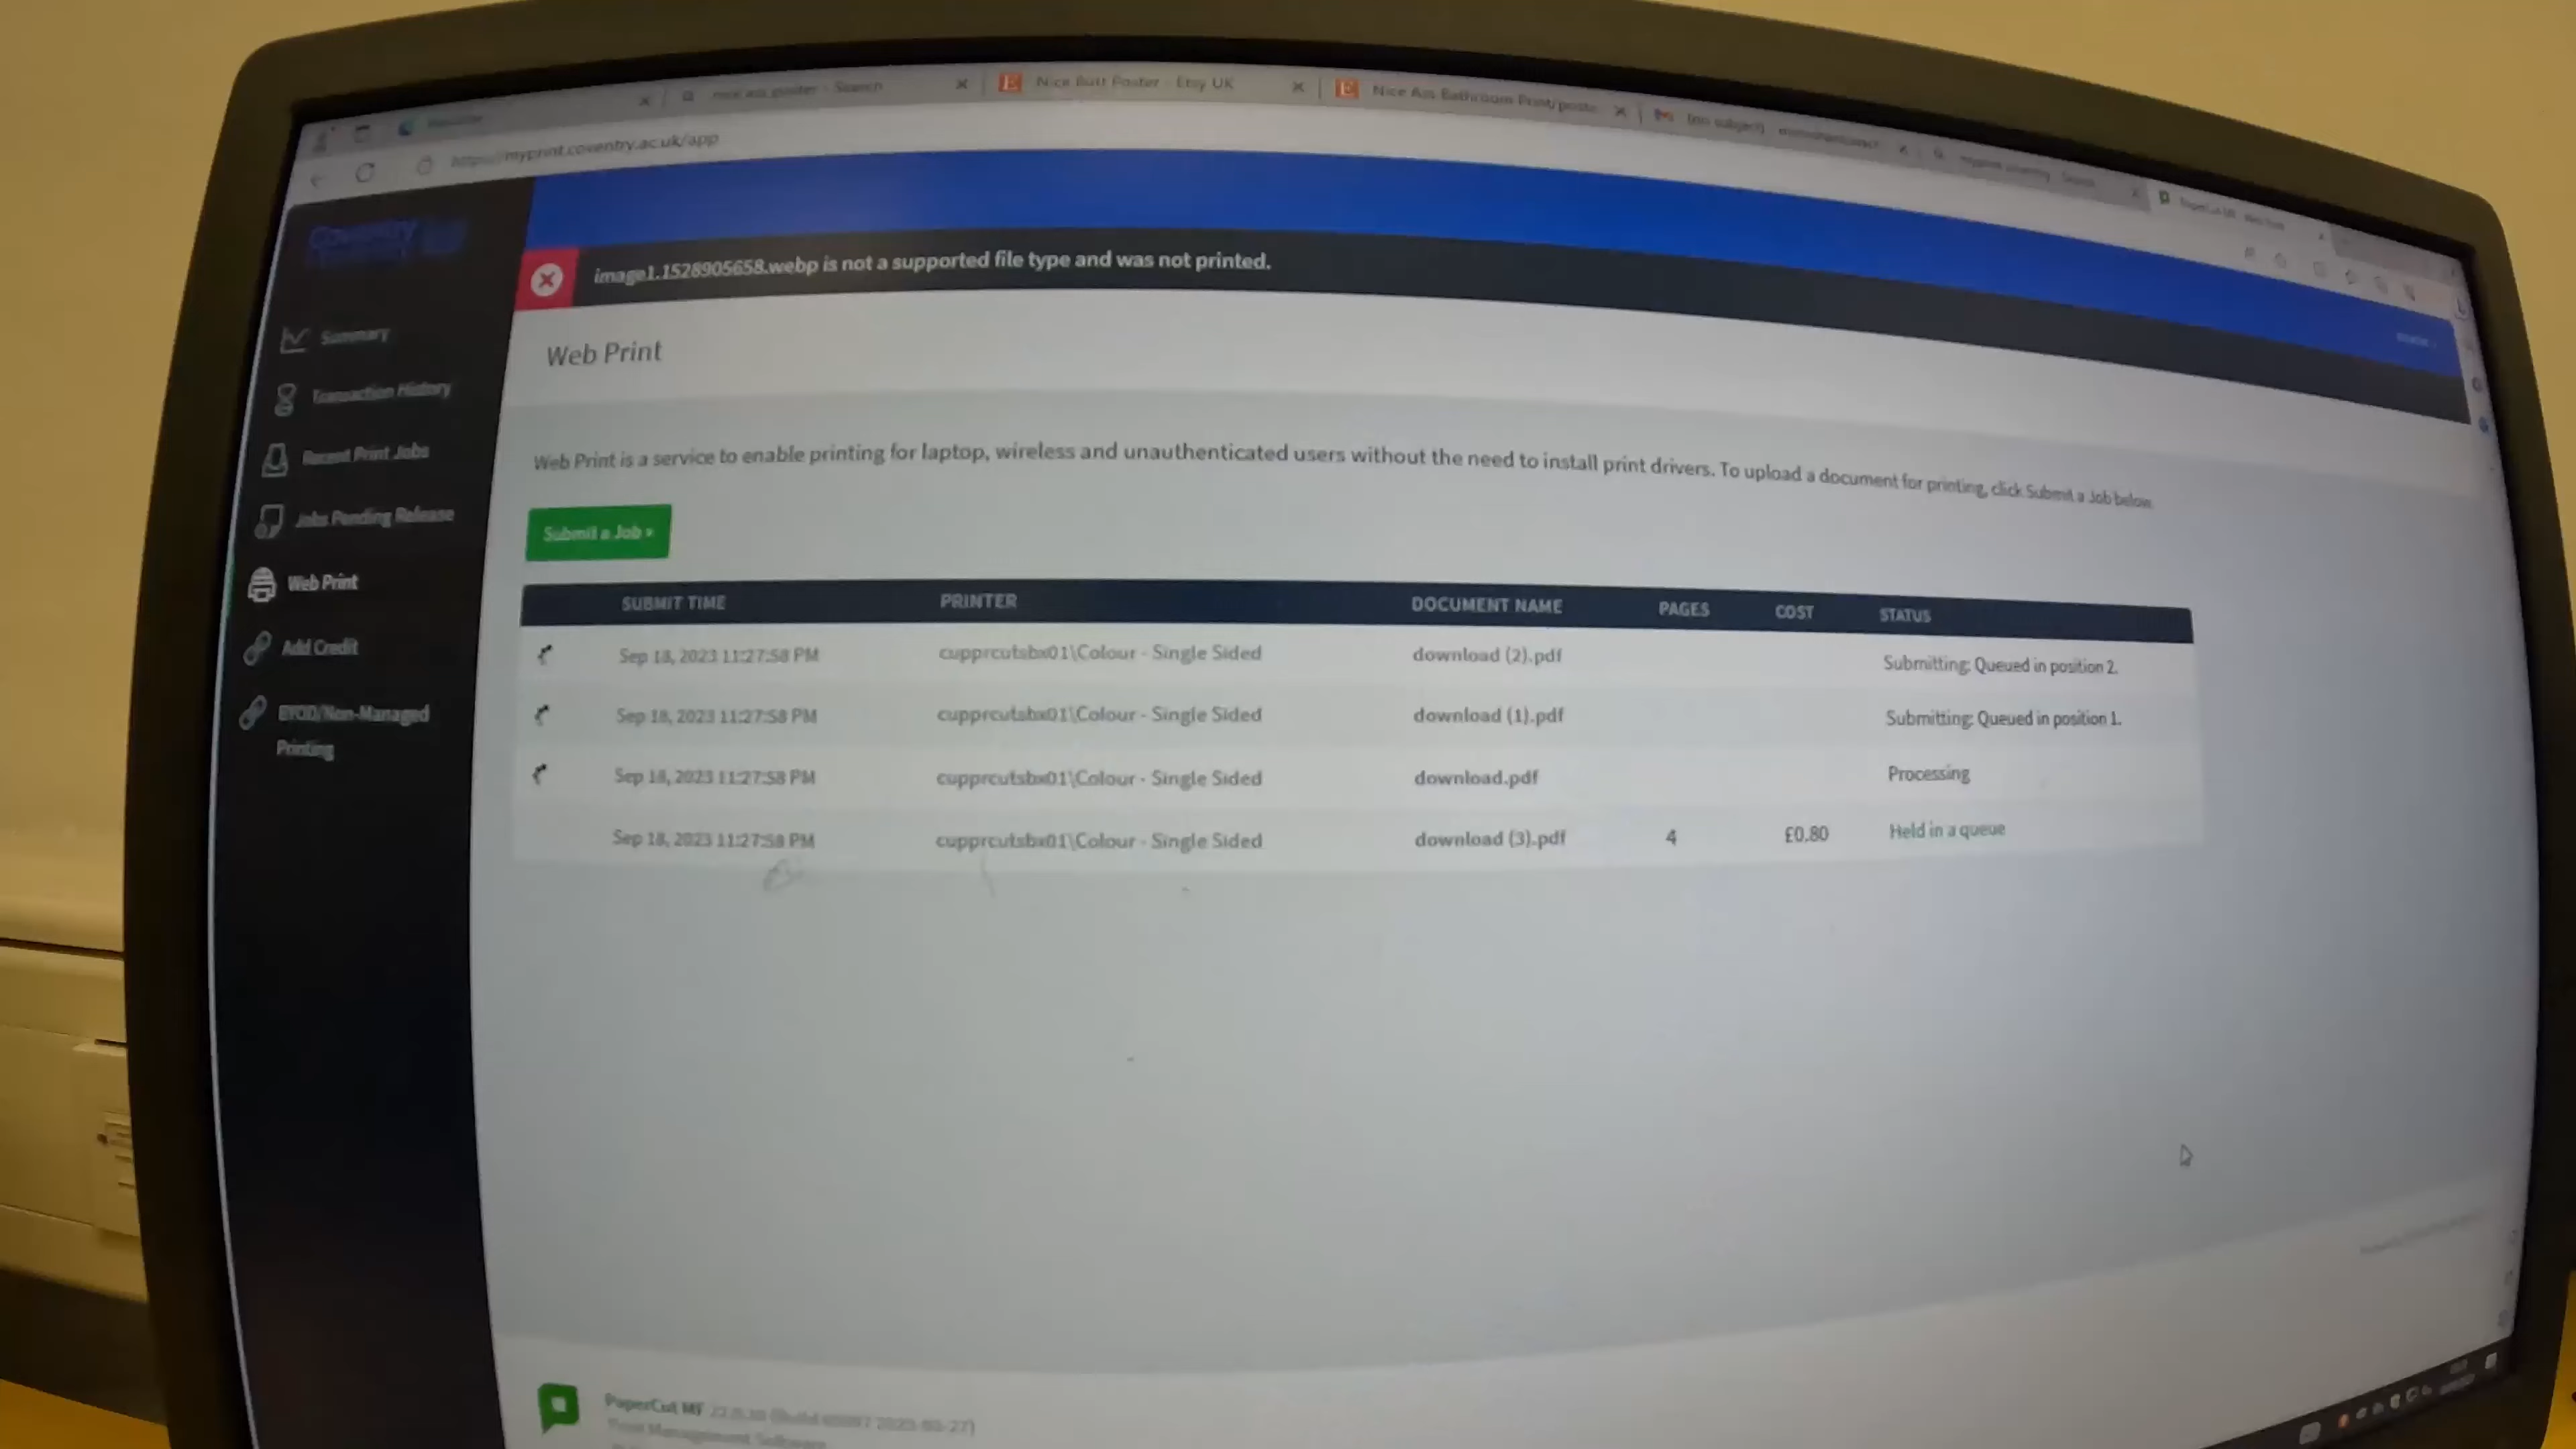 nice ass poster - Search
Nice Butt Poster - Etsy UK
Nice Ass Bathroom Print/poste
[no subject]
https://myprint.coventry.ac.uk/app
Coventry
image1.1528905658.webp is not a supported file type and was not printed.
Summary
Transaction History
Recent Print Jobs
Jobs Pending Release
Web Print
Add Credit
BYOD/Non-Managed
Printing
Web Print
Web Print is a service to enable printing for laptop, wireless and unauthenticated users without the need to install print drivers. To upload a document for printing, click Submit a Job below.
Submit a Job »
SUBMIT TIME PRINTER DOCUMENT NAME PAGES COST STATUS
Sep 18, 2023 11:27:58 PM cupprcutsbx01\Colour - Single Sided download (2).pdf Submitting: Queued in position 2.
Sep 18, 2023 11:27:58 PM cupprcutsbx01\Colour - Single Sided download (1).pdf Submitting: Queued in position 1.
Sep 18, 2023 11:27:58 PM cupprcutsbx01\Colour - Single Sided download.pdf Processing
Sep 18, 2023 11:27:58 PM cupprcutsbx01\Colour - Single Sided download (3).pdf 4 £0.80 Held in a queue
PaperCut MF
Print Management Software